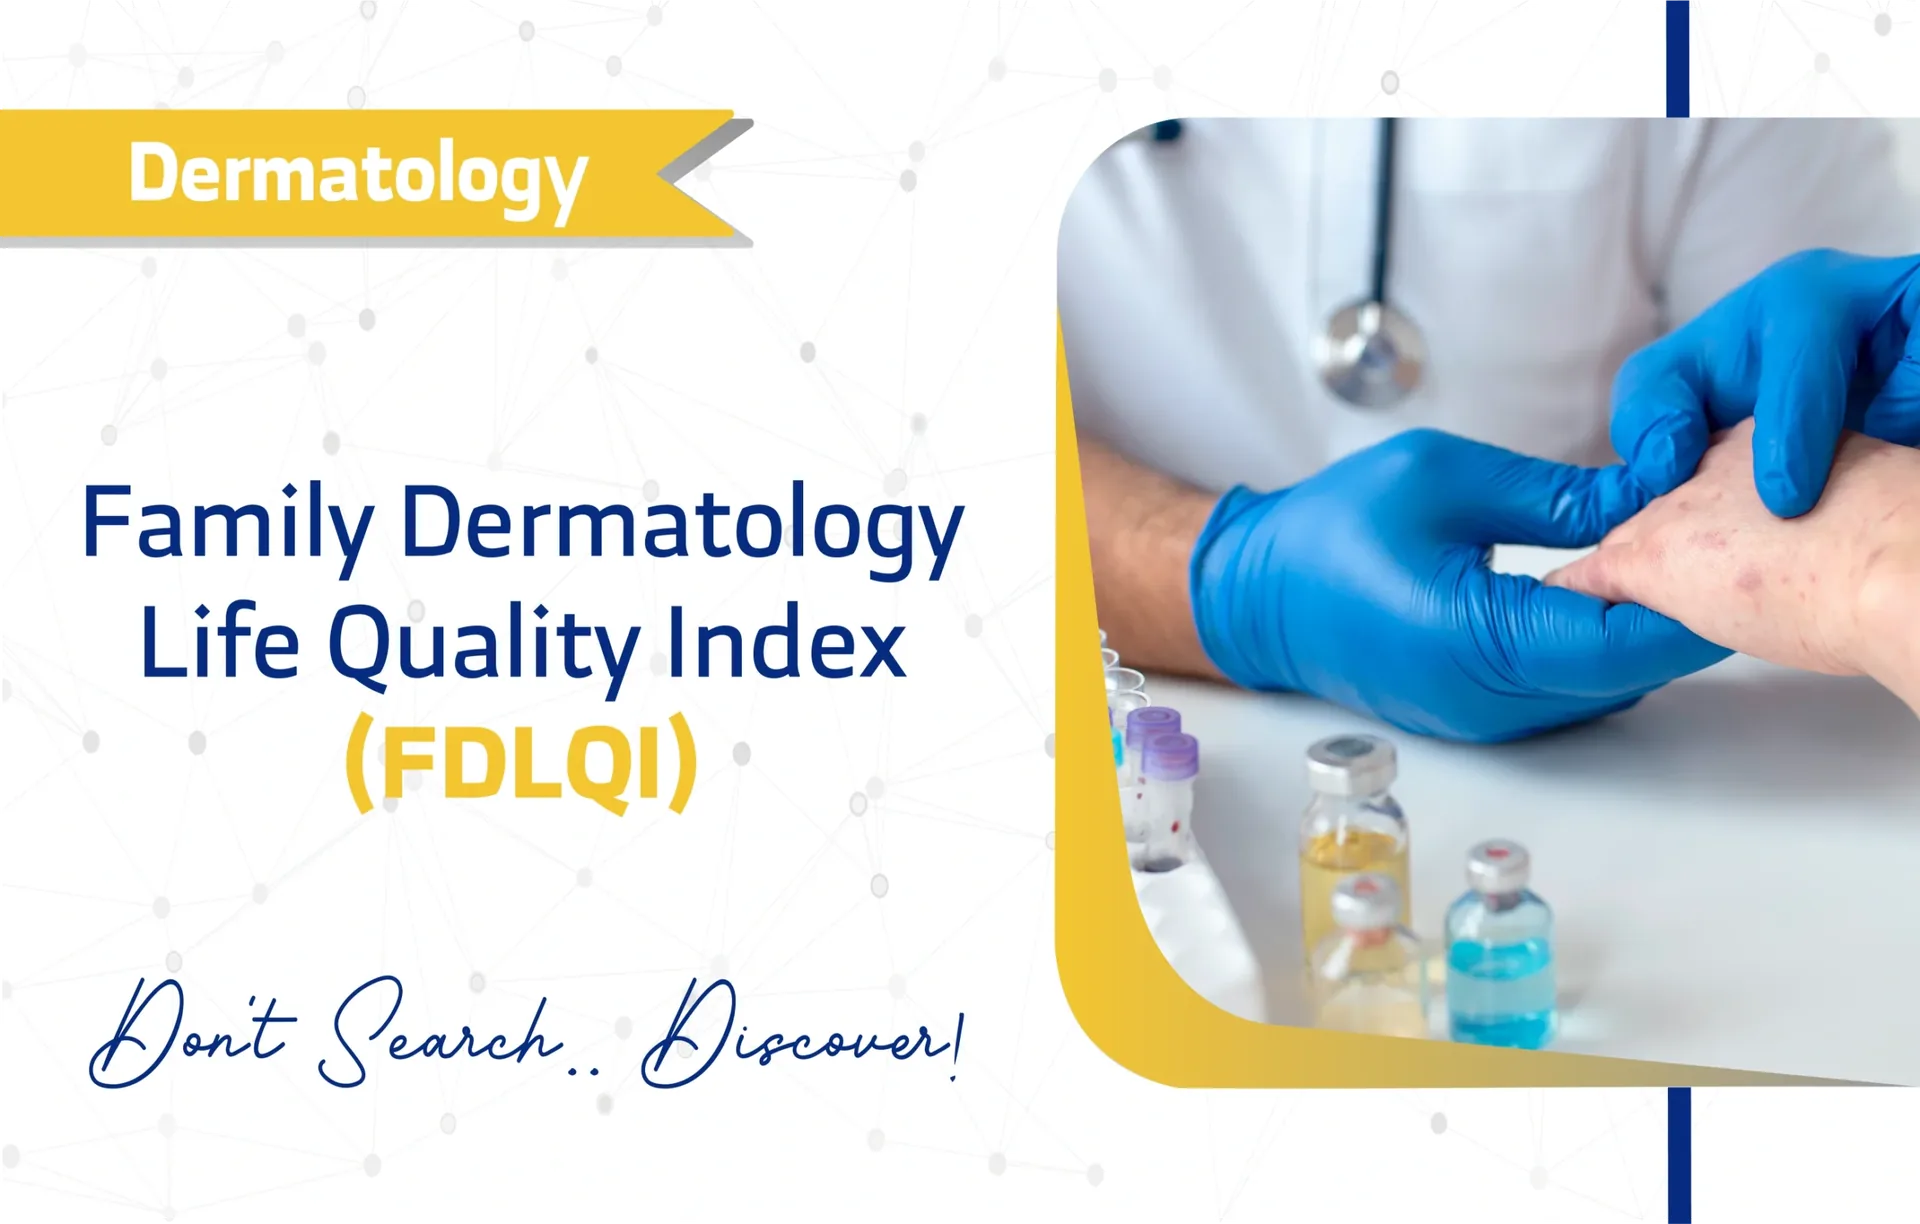 Dermatology
Family Dermatology
Life Quality Index
(FDLQI)
Don't Search.. Discover!